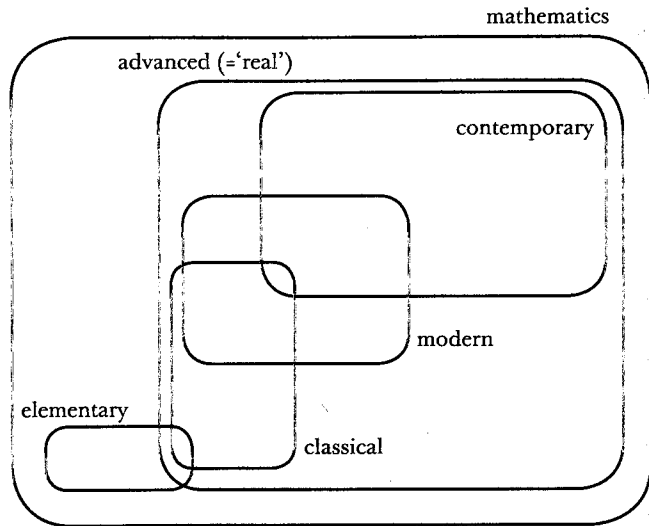 mathematics
advanced (=‘real’)
contemporary
modern
elementary
classical